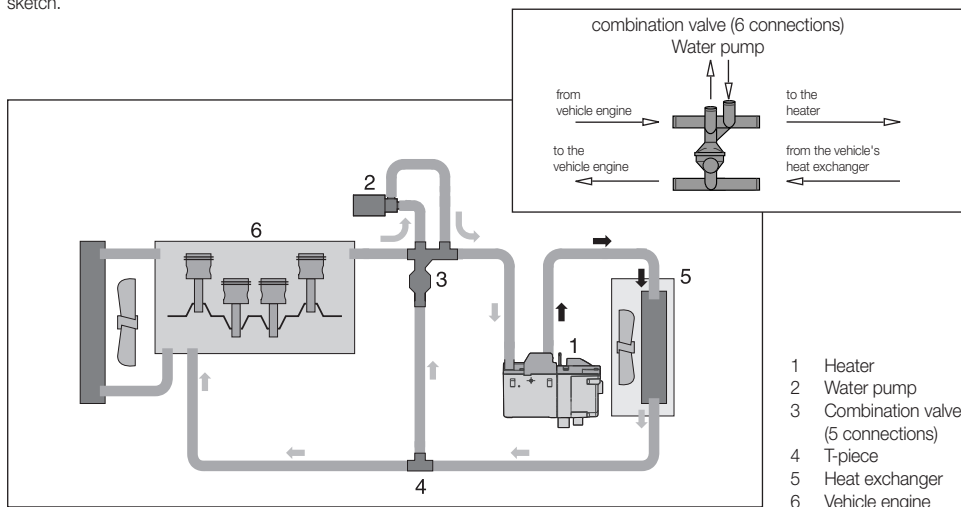 sketch.
combination valve (6 connections)
Water pump
from
vehicle engine
to the
heater
to the
vehicle engine
from the vehicle's
heat exchanger
2
6
3
5
1
4
1 Heater
2 Water pump
3 Combination valve
(5 connections)
4 T-piece
5 Heat exchanger
6 Vehicle engine